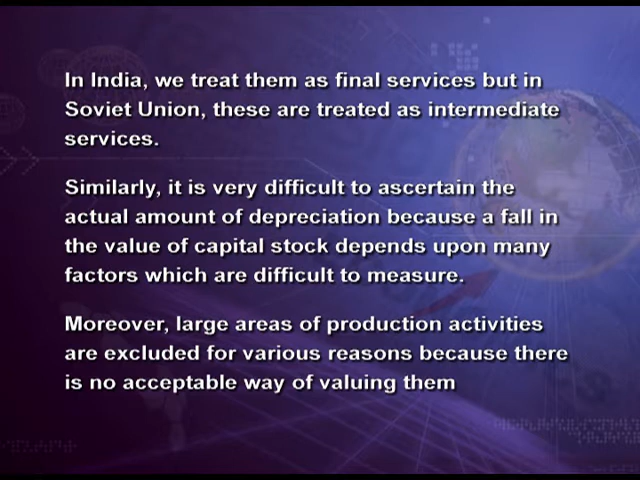 In India, we treat them as final services but in
Soviet Union, these are treated as intermediate
services.
Similarly, it is very difficult to ascertain the
actual amount of depreciation because a fall in
the value of capital stock depends upon many
factors which are difficult to measure.
Moreover, large areas of production activities
are excluded for various reasons because there
is no acceptable way of valuing them